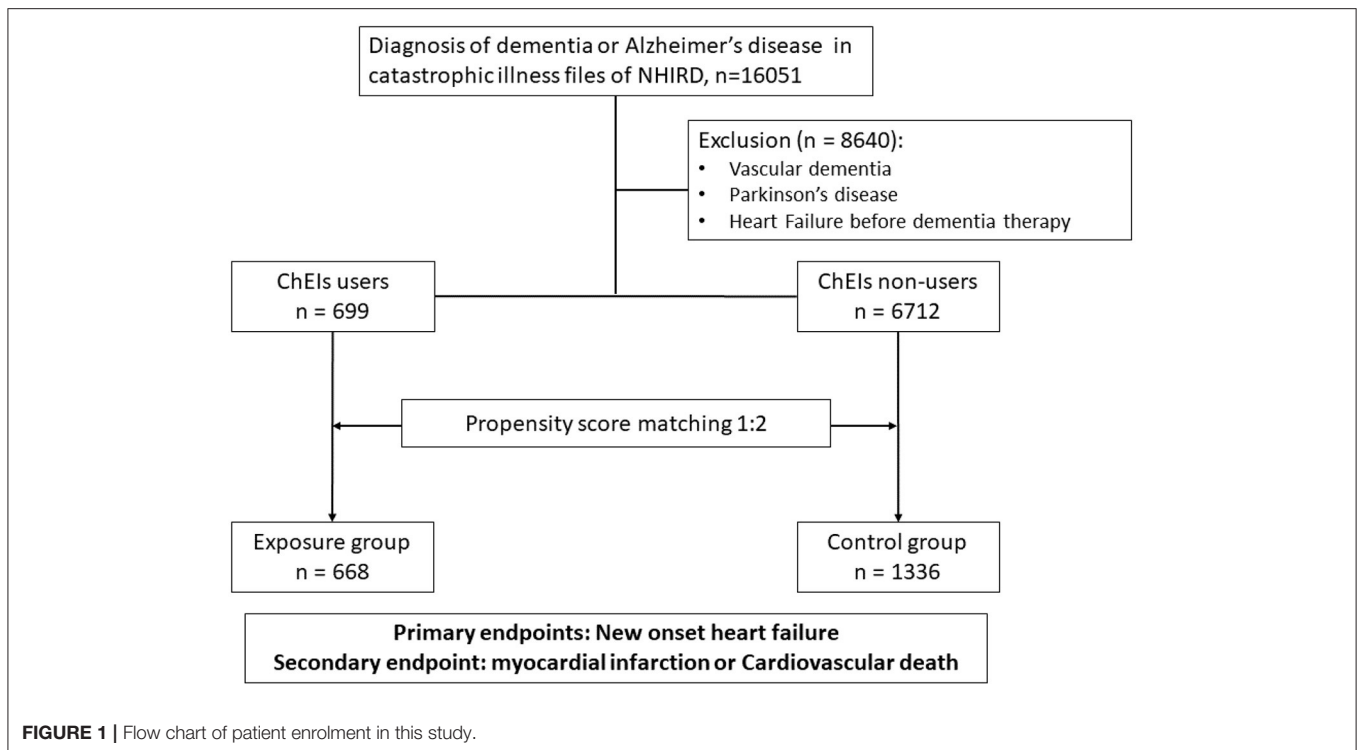 Diagnosis of dementia or Alzheimer's disease in
catastrophic illness files of NHIRD, n=16051
Exclusion (n = 8640):
• Vascular dementia
• Parkinson's disease
• Heart Failure before dementia therapy
ChEIs users
n = 699
ChEIs non-users
n = 6712
Propensity score matching 1:2
Exposure group
n = 668
Control group
n = 1336
Primary endpoints: New onset heart failure
Secondary endpoint: myocardial infarction or Cardiovascular death
FIGURE 1 | Flow chart of patient enrolment in this study.